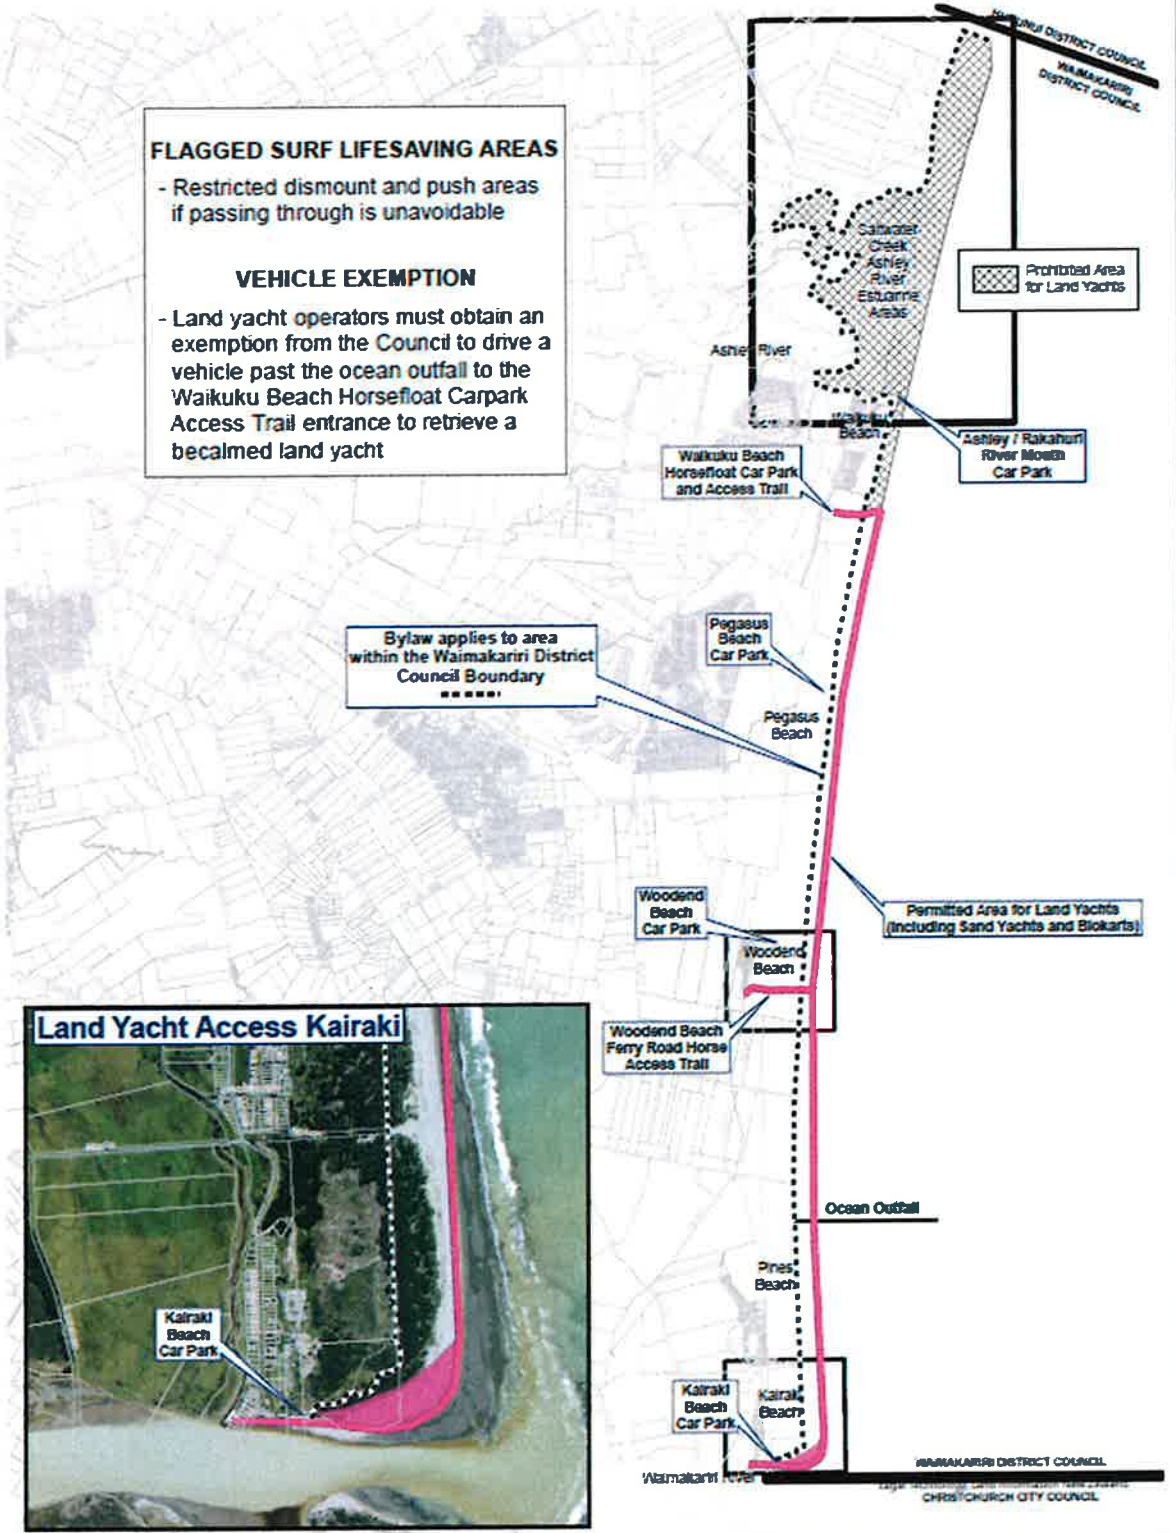 HURUNUI DISTRICT COUNCIL
WAIMAKARIRI
DISTRICT COUNCIL
FLAGGED SURF LIFESAVING AREAS
- Restricted dismount and push areas
if passing through is unavoidable
VEHICLE EXEMPTION
- Land yacht operators must obtain an
exemption from the Council to drive a
vehicle past the ocean outfall to the
Waikuku Beach Horsefloat Carpark
Access Trail entrance to retrieve a
becalmed land yacht
Saltwater
Creek
Ashley
River
Estuarine
Areas
Prohibited Area
for Land Yachts
Ashley River
Waikuku
Beach
Ashley / Rakahuri
River Mouth
Car Park
Waikuku Beach
Horsefloat Car Park
and Access Trail
Pegasus
Beach
Car Park
Bylaw applies to area
within the Waimakariri District
Council Boundary
Pegasus
Beach
Woodend
Beach
Car Park
Permitted Area for Land Yachts
(Including Sand Yachts and Blokarts)
Woodend
Beach
Woodend Beach
Ferry Road Horse
Access Trail
Land Yacht Access Kairaki
Kairaki
Beach
Car Park
Ocean Outfall
Pines
Beach
Kairaki
Beach
Car Park
Kairaki
Beach
Waimakariri River
WAIMAKARIRI DISTRICT COUNCIL
CHRISTCHURCH CITY COUNCIL